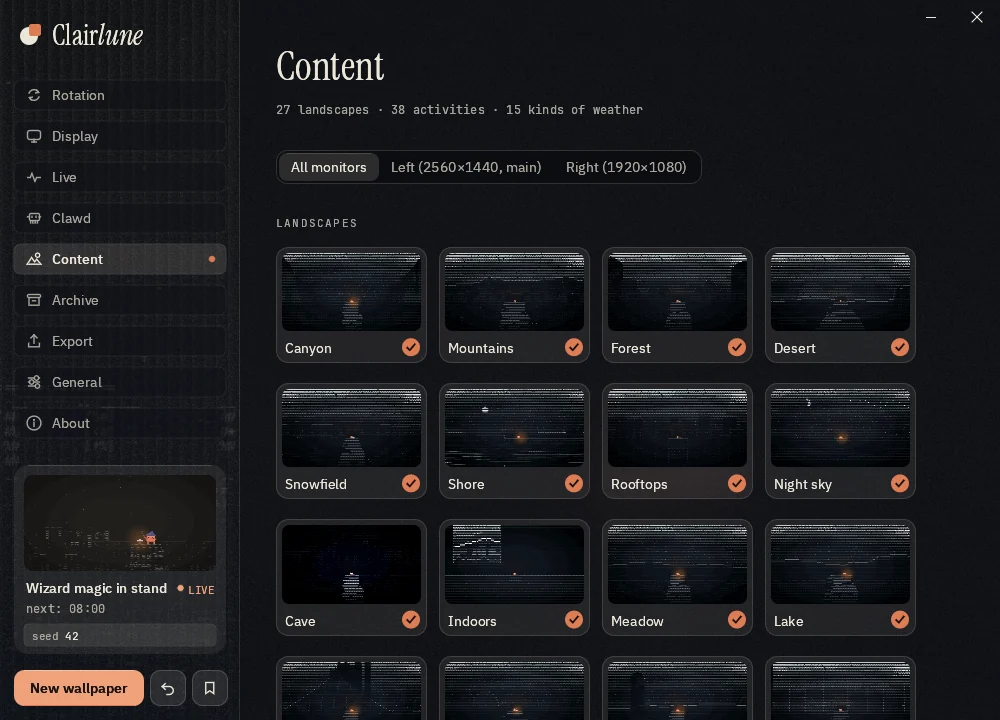 Clairlune
Rotation
Display
Live
Clawd
Content
Archive
Export
General
About
Wizard magic in stand
LIVE
next: 08:00
seed 42
New wallpaper
Content
27 landscapes · 38 activities · 15 kinds of weather
All monitors
Left (2560×1440, main)
Right (1920×1080)
LANDSCAPES
Canyon
Mountains
Forest
Desert
Snowfield
Shore
Rooftops
Night sky
Cave
Indoors
Meadow
Lake